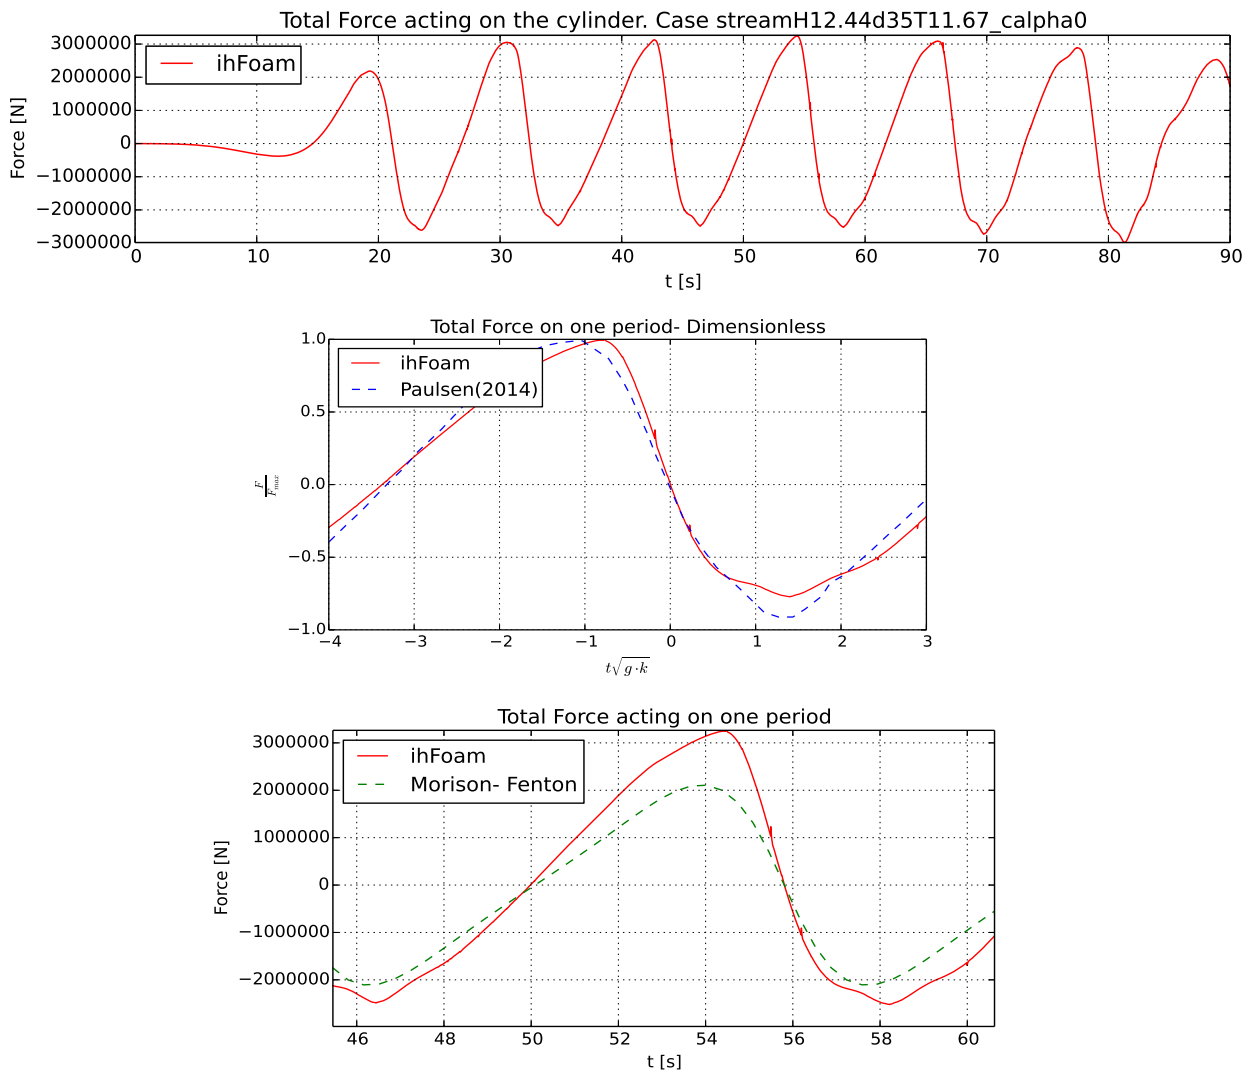 Total Force acting on the cylinder. Case streamH12.44d35T11.67_calpha0
3000000
2000000
1000000
0
−1000000
−2000000
−3000000
Force [N]
ihFoam
0 10 20 30 40 50 60 70 80 90
t [s]
Total Force on one period- Dimensionless
1.0
0.5
0.0
−0.5
−1.0
F
F_max
ihFoam
Paulsen(2014)
−4 −3 −2 −1 0 1 2 3
t√g·k
Total Force acting on one period
3000000
2000000
1000000
0
−1000000
−2000000
Force [N]
ihFoam
Morison- Fenton
46 48 50 52 54 56 58 60
t [s]